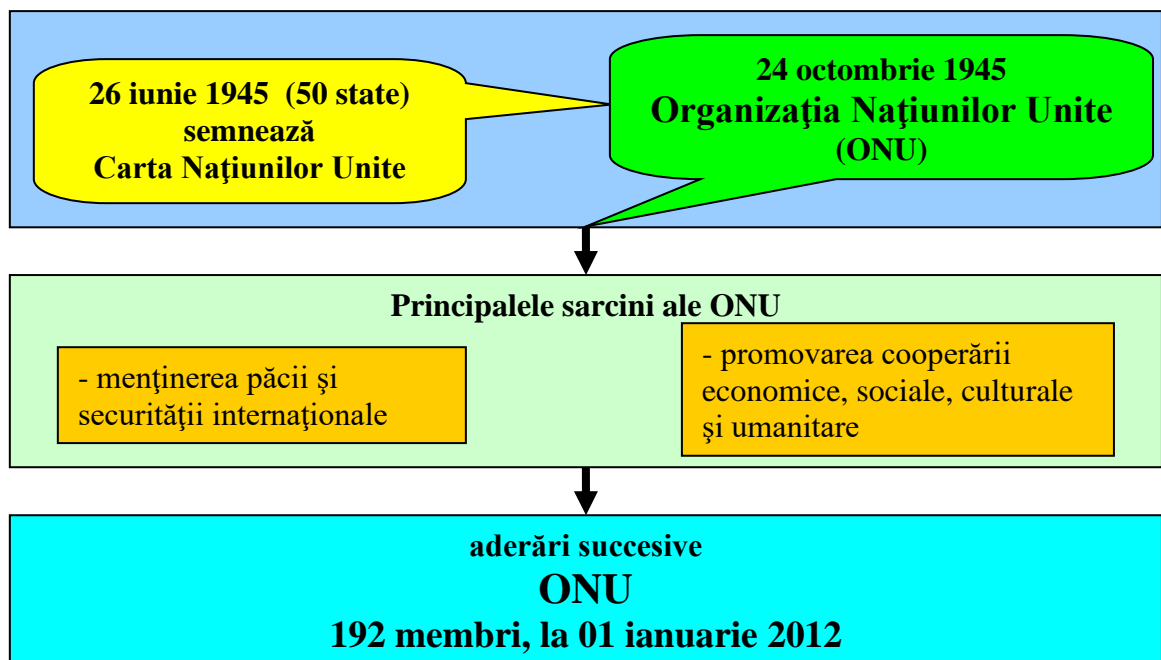 26 iunie 1945  (50 state)
semnează
Carta Naţiunilor Unite
24 octombrie 1945
Organizaţia Naţiunilor Unite
(ONU)
Principalele sarcini ale ONU
- menţinerea păcii şi
securităţii internaţionale
- promovarea cooperării
economice, sociale, culturale
şi umanitare
aderări succesive
ONU
192 membri, la 01 ianuarie 2012